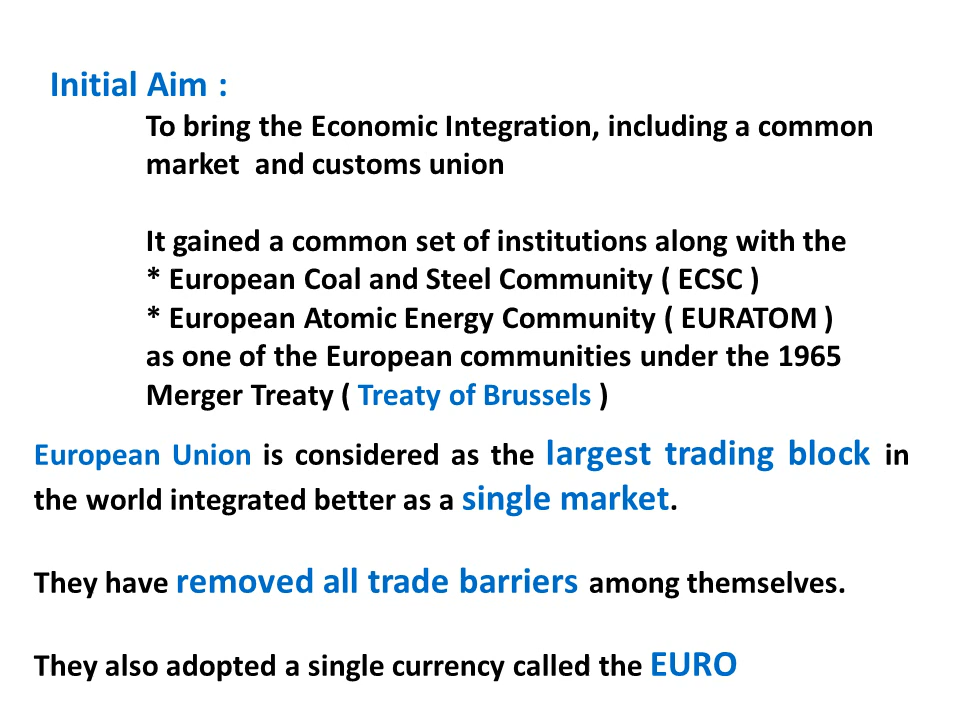 Initial Aim :
To bring the Economic Integration, including a common
market  and customs union
It gained a common set of institutions along with the
* European Coal and Steel Community ( ECSC )
* European Atomic Energy Community ( EURATOM )
as one of the European communities under the 1965
Merger Treaty ( Treaty of Brussels )
European Union is considered as the largest trading block in
the world integrated better as a single market.
They have removed all trade barriers among themselves.
They also adopted a single currency called the EURO